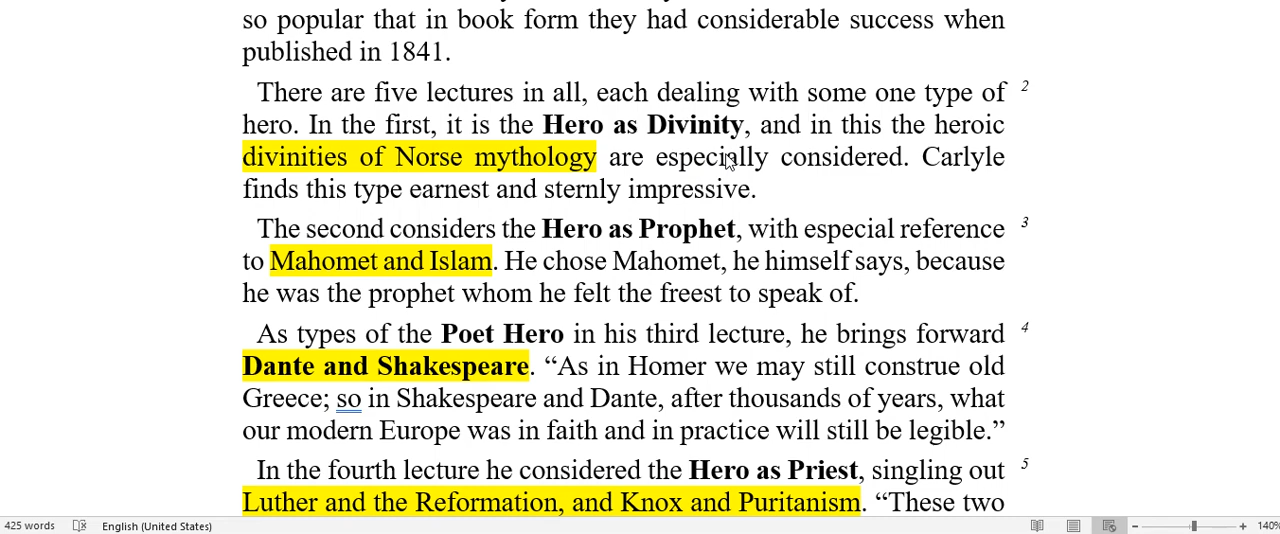 so popular that in book form they had considerable success when
published in 1841.
There are five lectures in all, each dealing with some one type of 2
hero. In the first, it is the Hero as Divinity, and in this the heroic
divinities of Norse mythology are especially considered. Carlyle
finds this type earnest and sternly impressive.
The second considers the Hero as Prophet, with especial reference 3
to Mahomet and Islam. He chose Mahomet, he himself says, because
he was the prophet whom he felt the freest to speak of.
As types of the Poet Hero in his third lecture, he brings forward 4
Dante and Shakespeare. “As in Homer we may still construe old
Greece; so in Shakespeare and Dante, after thousands of years, what
our modern Europe was in faith and in practice will still be legible.”
In the fourth lecture he considered the Hero as Priest, singling out 5
Luther and the Reformation, and Knox and Puritanism. “These two
425 words English (United States) 140%